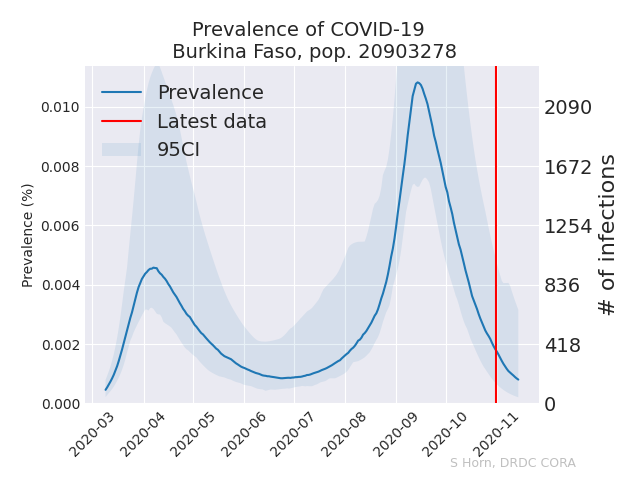 Prevalence of COVID-19
Burkina Faso, pop. 20903278
Prevalence
Latest data
95CI
Prevalence (%)
0.010
0.008
0.006
0.004
0.002
0.000
2090
1672
1254
836
418
0
# of infections
2020-03
2020-04
2020-05
2020-06
2020-07
2020-08
2020-09
2020-10
2020-11
S Horn, DRDC CORA